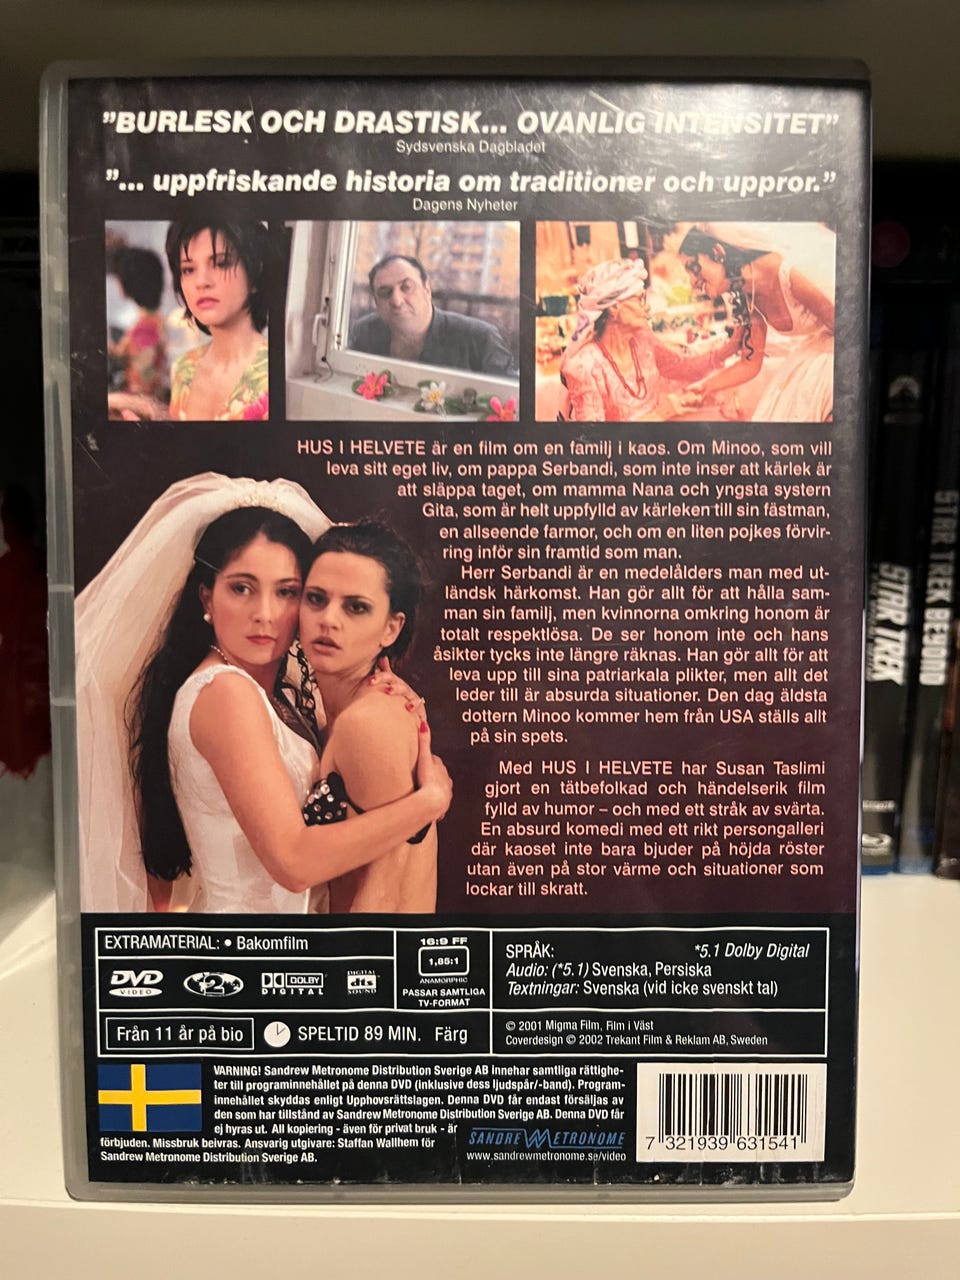 ”BURLESK OCH DRASTISK... OVANLIG INTENSITET”
Sydsvenska Dagbladet
”... uppfriskande historia om traditioner och uppror.”
Dagens Nyheter
HUS I HELVETE är en film om en familj i kaos. Om Minoo, som vill
leva sitt eget liv, om pappa Serbandi, som inte inser att kärlek är
att släppa taget, om mamma Nana och yngsta systern
Gita, som är helt uppfylld av kärleken till sin fästman,
en allseende farmor, och om en liten pojkes förvir-
ring inför sin framtid som man.
Herr Serbandi är en medelålders man med ut-
ländsk härkomst. Han gör allt för att hålla sam-
man sin familj, men kvinnorna omkring honom är
totalt respektlösa. De ser honom inte och hans
åsikter tycks inte längre räknas. Han gör allt för att
leva upp till sina patriarkala plikter, men allt det
leder till är absurda situationer. Den dag äldsta
dottern Minoo kommer hem från USA ställs allt
på sin spets.
Med HUS I HELVETE har Susan Taslimi
gjort en tätbefolkad och händelserik film
fylld av humor – och med ett stråk av svärta.
En absurd komedi med ett rikt persongalleri
där kaoset inte bara bjuder på höjda röster
utan även på stor värme och situationer som
lockar till skratt.
EXTRAMATERIAL: • Bakomfilm
DVD VIDEO
2
DOLBY DIGITAL
DIGITAL dts SOUND
16:9 FF
1,85:1
ANAMORPHIC
PASSAR SAMTLIGA
TV-FORMAT
SPRÅK: *5.1 Dolby Digital
Audio: (*5.1) Svenska, Persiska
Textningar: Svenska (vid icke svenskt tal)
Från 11 år på bio
SPELTID 89 MIN. Färg
© 2001 Migma Film, Film i Väst
Coverdesign © 2002 Trekant Film & Reklam AB, Sweden
VARNING! Sandrew Metronome Distribution Sverige AB innehar samtliga rättighe-
ter till programinnehållet på denna DVD (inklusive dess ljudspår/-band). Program-
innehållet skyddas enligt Upphovsrättslagen. Denna DVD får endast försäljas av
den som har tillstånd av Sandrew Metronome Distribution Sverige AB. Denna DVD får
ej hyras ut. All kopiering - även för privat bruk - är
förbjuden. Missbruk beivras. Ansvarig utgivare: Staffan Wallhem för
Sandrew Metronome Distribution Sverige AB.
SANDREW METRONOME
www.sandrewmetronome.se/video
7 321939 631541
STAR TREK
STAR TREK BEYOND